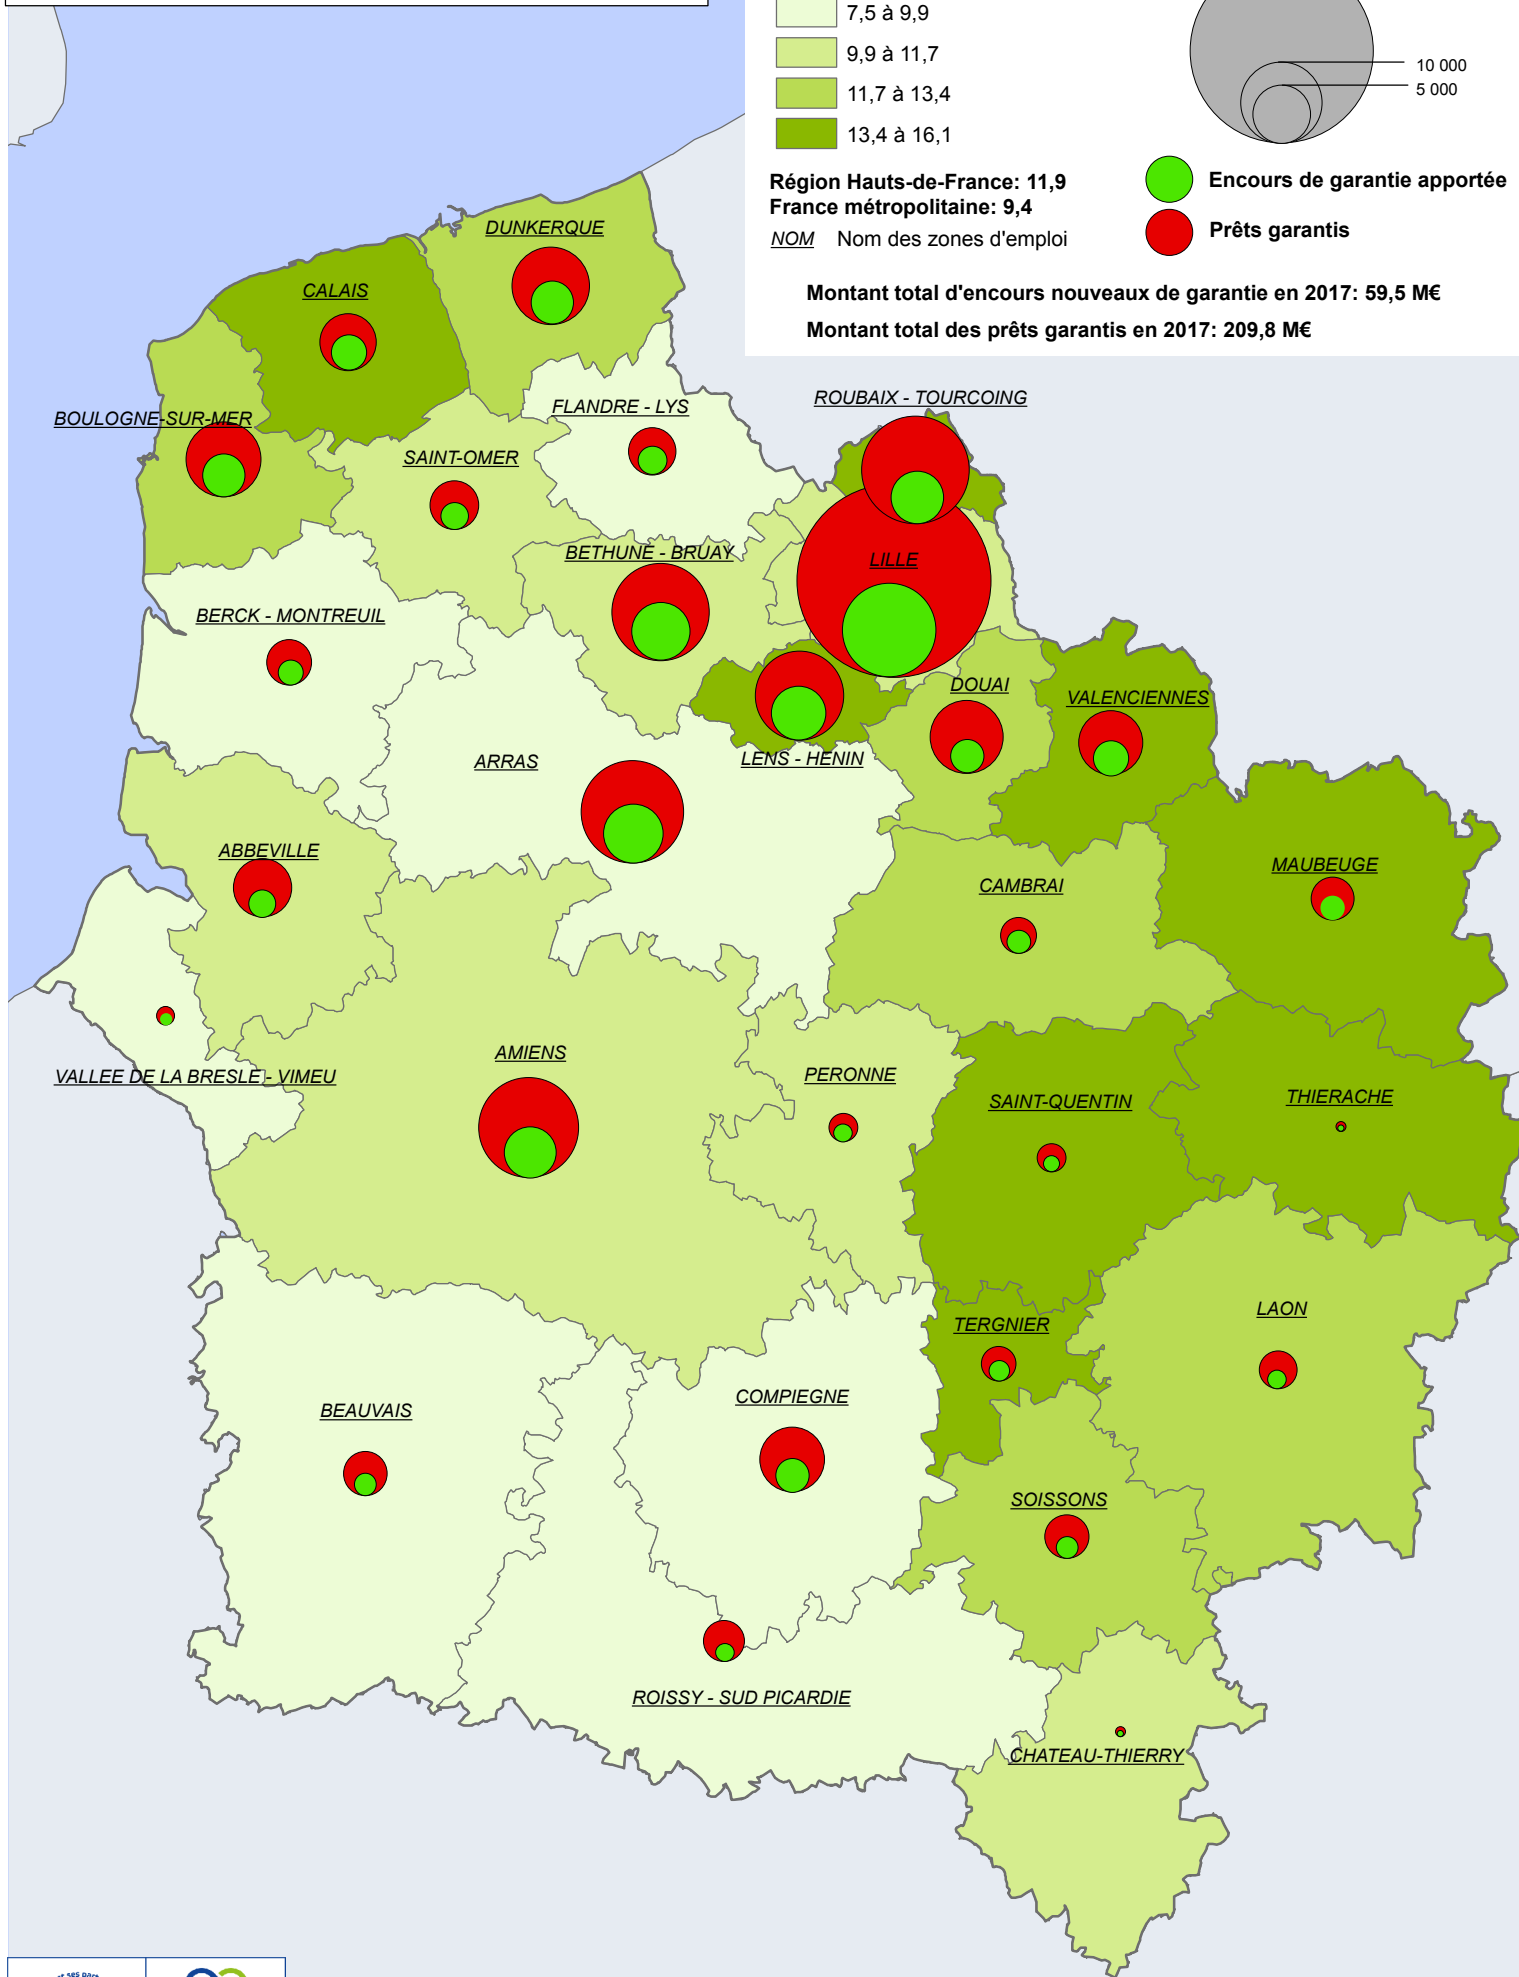 7,5 à 9,9
9,9 à 11,7
11,7 à 13,4
13,4 à 16,1
10 000
5 000
Région Hauts-de-France: 11,9
France métropolitaine: 9,4
NOM Nom des zones d'emploi
Encours de garantie apportée
Prêts garantis
Montant total d'encours nouveaux de garantie en 2017: 59,5 M€
Montant total des prêts garantis en 2017: 209,8 M€
DUNKERQUE
CALAIS
ROUBAIX - TOURCOING
FLANDRE - LYS
BOULOGNE-SUR-MER
SAINT-OMER
BETHUNE - BRUAY
LILLE
BERCK - MONTREUIL
DOUAI
VALENCIENNES
ARRAS
LENS - HENIN
ABBEVILLE
MAUBEUGE
CAMBRAI
AMIENS
VALLEE DE LA BRESLE - VIMEU
PERONNE
SAINT-QUENTIN
THIERACHE
LAON
TERGNIER
COMPIEGNE
BEAUVAIS
SOISSONS
ROISSY - SUD PICARDIE
CHATEAU-THIERRY